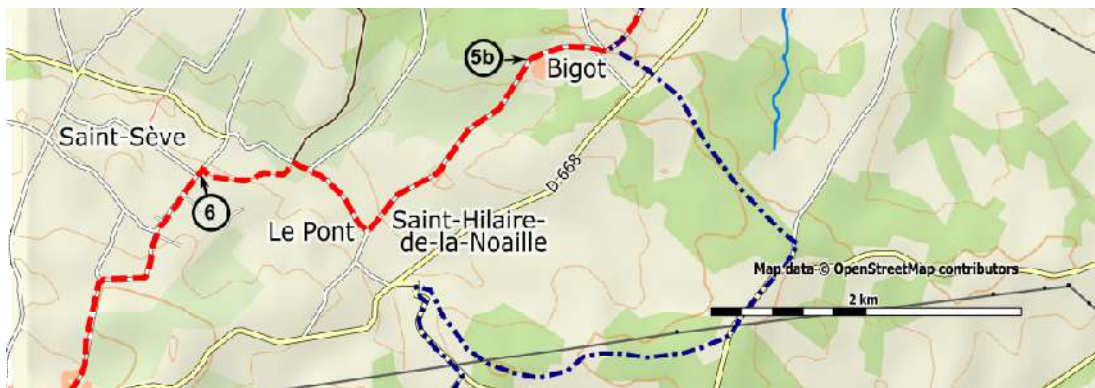 5b
Bigot
Saint-Sève
D-668
6
Le Pont
Saint-Hilaire-
de-la-Noaille
Map data © OpenStreetMap contributors
2 km